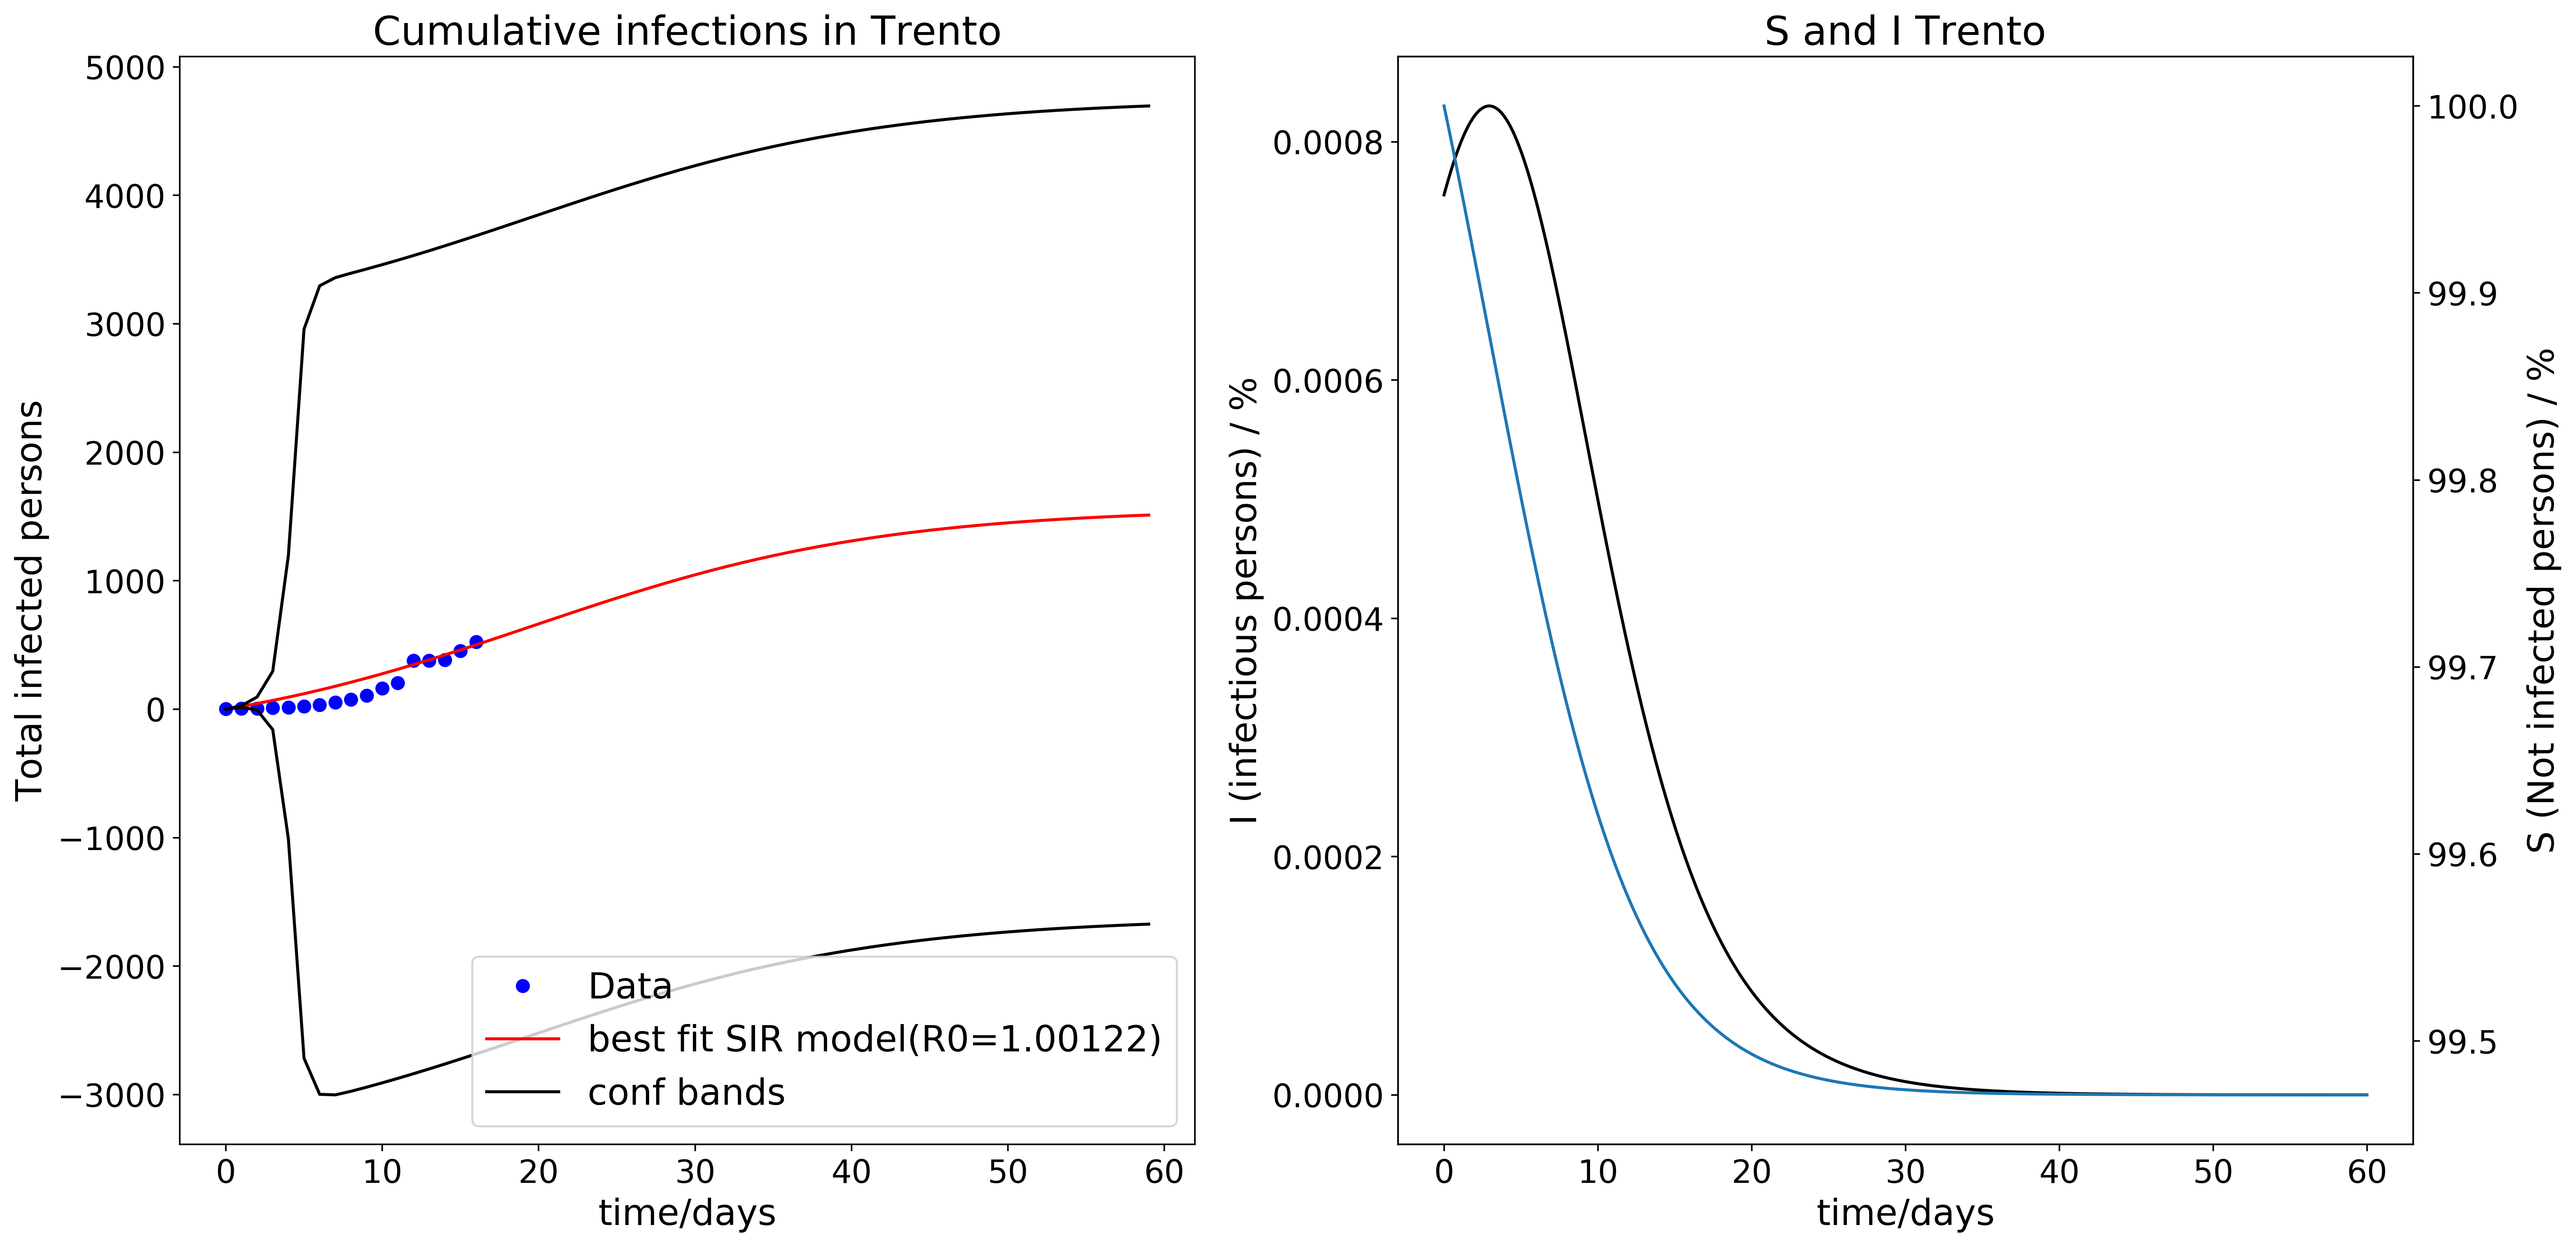 Cumulative infections in Trento
5000
4000
3000
2000
1000
0
−1000
−2000
−3000
Total infected persons
0 10 20 30 40 50 60
time/days
Data
best fit SIR model(R0=1.00122)
conf bands
S and I Trento
0.0008
0.0006
0.0004
0.0002
0.0000
I (infectious persons) / %
100.0
99.9
99.8
99.7
99.6
99.5
S (Not infected persons) / %
0 10 20 30 40 50 60
time/days